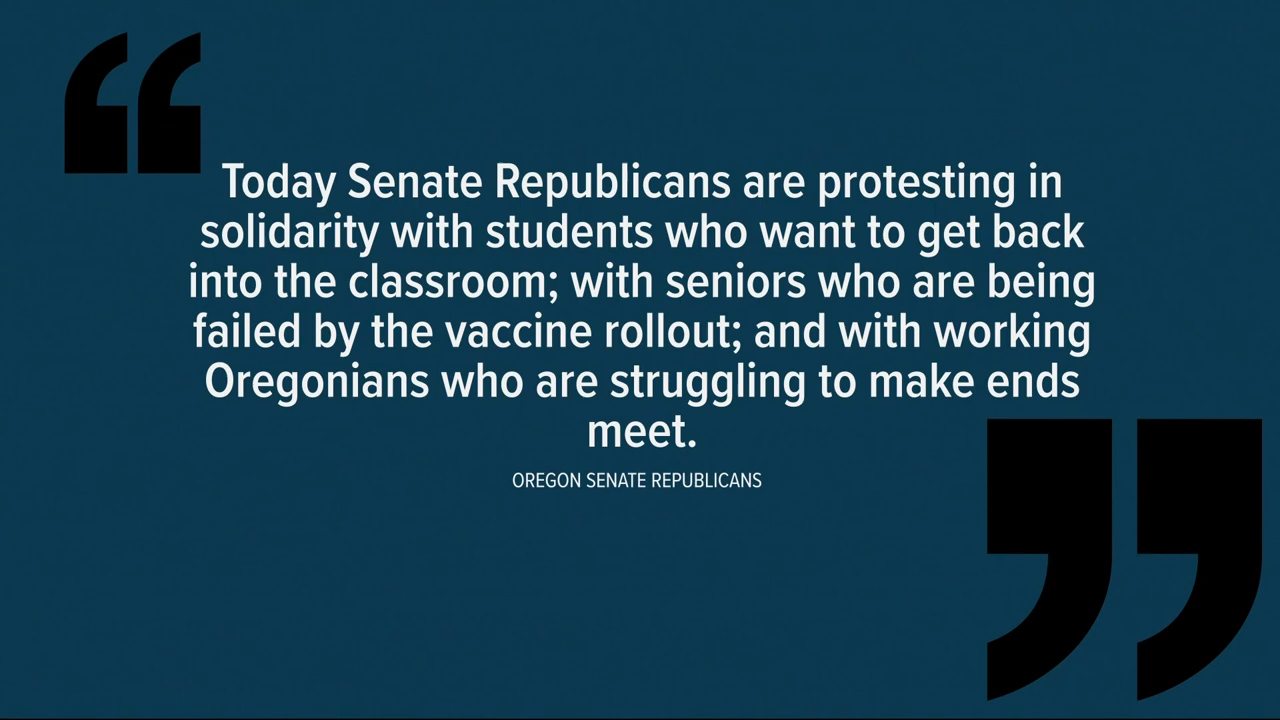 Today Senate Republicans are protesting in
solidarity with students who want to get back
into the classroom; with seniors who are being
failed by the vaccine rollout; and with working
Oregonians who are struggling to make ends
meet.
OREGON SENATE REPUBLICANS